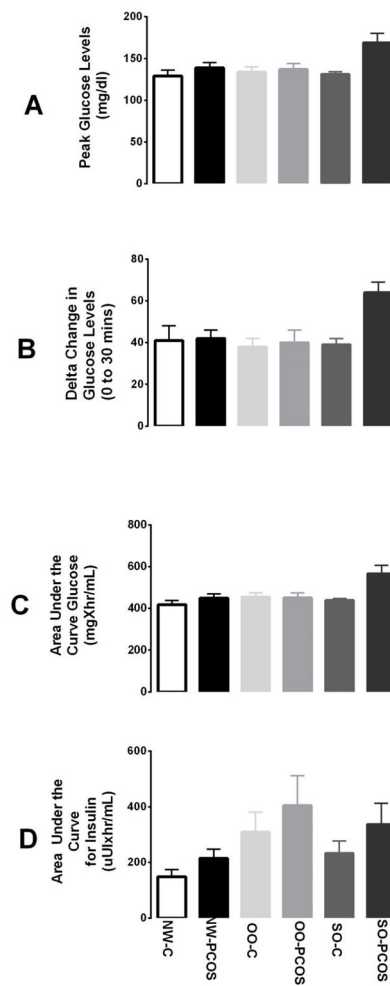 A
Peak Glucose Levels
(mg/dl)
200
150
100
50
0
B
Delta Change in
Glucose Levels
(0 to 30 mins)
80
60
40
20
0
C
Area Under the
Curve Glucose
(mgXhr/mL)
800
600
400
200
0
D
Area Under the
Curve
for Insulin
(uUIxhr/mL)
600
400
200
0
NW-C
NW-PCOS
OO-C
OO-PCOS
SO-C
SO-PCOS